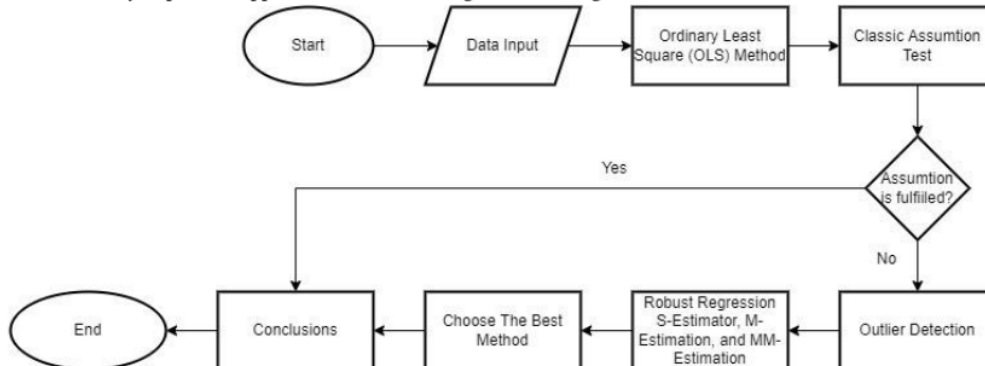 Start
Data Input
Ordinary Least
Square (OLS) Method
Classic Assumtion
Test
Yes
Assumtion
is fulfiled?
No
End
Conclusions
Choose The Best
Method
Robust Regression
S-Estimator, M-
Estimation, and MM-
Estimation
Outlier Detection